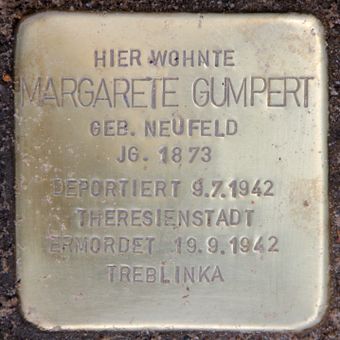 HIER WOHNTE
MARGARETE GUMPERT
GEB. NEUFELD
JG. 1873
DEPORTIERT 9.7.1942
THERESIENSTADT
ERMORDET 19.9.1942
TREBLINKA